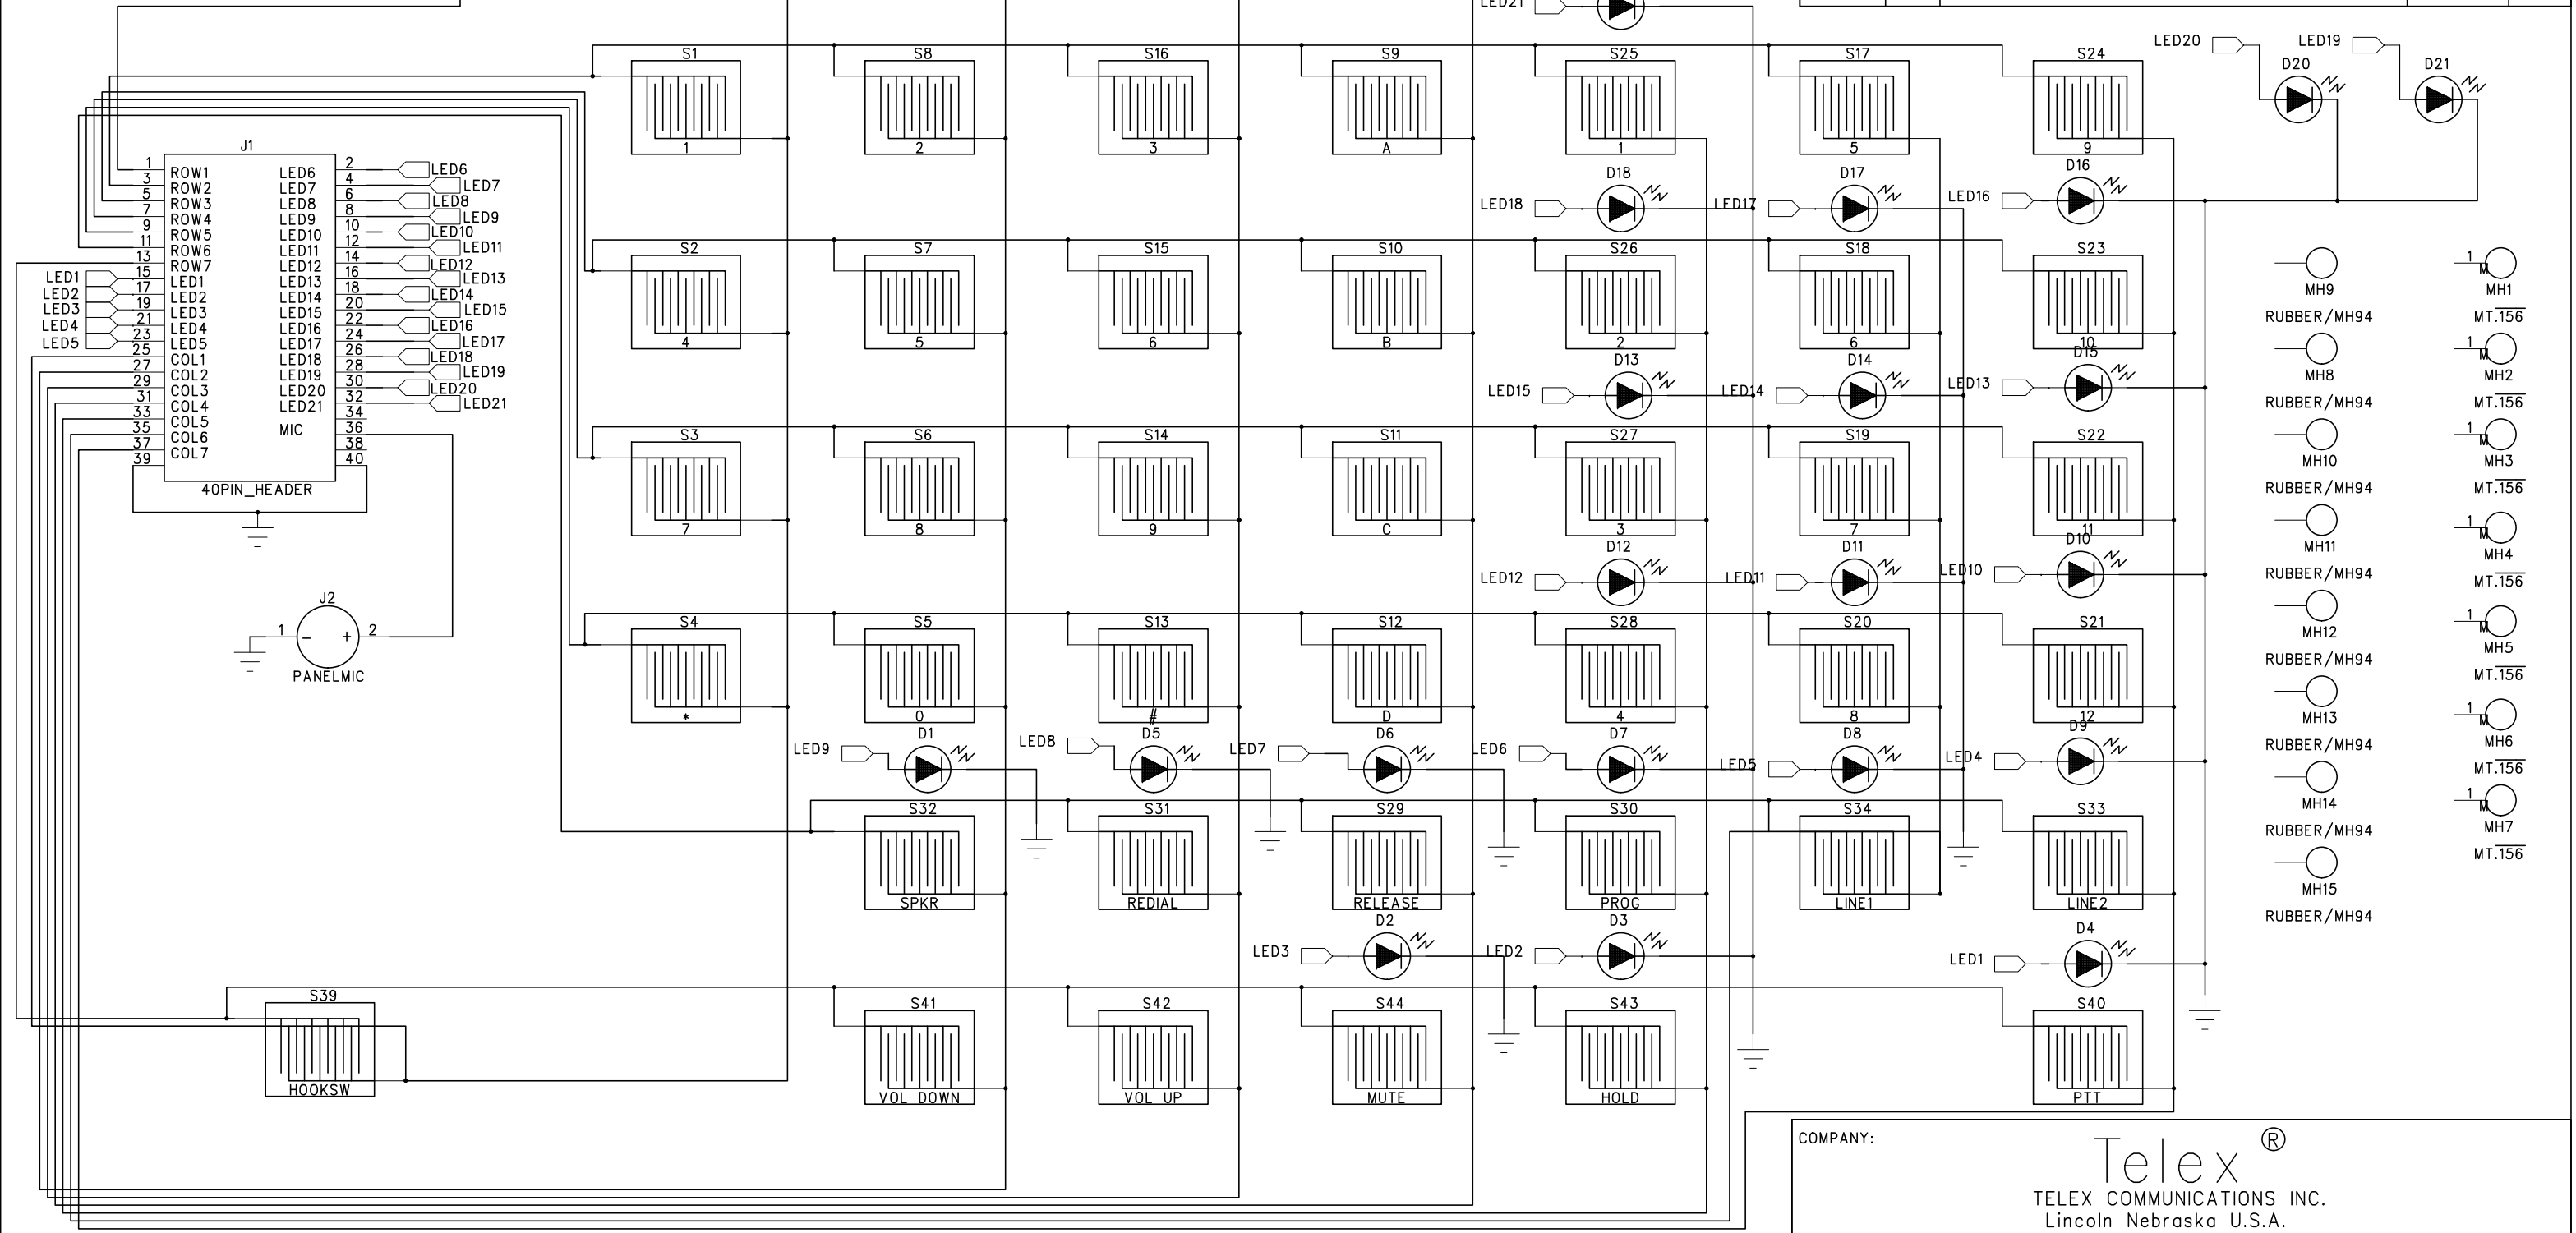 LED21
S1 S8 S16 S9 S25 S17 S24
LED20 D20 LED19 D21
1 2 3 A 1 5 9
J1
1 ROW1 LED6 2 LED6
3 ROW2 LED7 4 LED7
5 ROW3 LED8 6 LED8
7 ROW4 LED9 8 LED9
9 ROW5 LED10 10 LED10
11 ROW6 LED11 12 LED11
13 ROW7 LED12 14 LED12
LED1 15 LED1 LED13 16 LED13
LED2 17 LED2 LED14 18 LED14
LED3 19 LED3 LED15 20 LED15
LED4 21 LED4 LED16 22 LED16
LED5 23 LED5 LED17 24 LED17
25 COL1 LED18 26 LED18
27 COL2 LED19 28 LED19
29 COL3 LED20 30 LED20
31 COL4 LED21 32 LED21
33 COL5 34
35 COL6 MIC 36
37 COL7 38
39 40
40PIN_HEADER
J2
1 - + 2
PANELMIC
LED18 D18 LED17 D17 LED16 D16
S2 S7 S15 S10 S26 S18 S23
4 5 6 B 2 6 10
LED15 D13 LED14 D14 LED13 D15
S3 S6 S14 S11 S27 S19 S22
7 8 9 C 3 7 11
LED12 D12 LED11 D11 LED10 D10
S4 S5 S13 S12 S28 S20 S21
* 0 # D 4 8 12
LED9 D1 LED8 D5 LED7 D6 LED6 D7 LED5 D8 LED4 D9
S32 S31 S29 S30 S34 S33
SPKR REDIAL RELEASE PROG LINE1 LINE2
LED3 D2 LED2 D3 LED1 D4
S39 S41 S42 S44 S43 S40
HOOKSW VOL DOWN VOL UP MUTE HOLD PTT
MH9
RUBBER/MH94
MH8
RUBBER/MH94
MH10
RUBBER/MH94
MH11
RUBBER/MH94
MH12
RUBBER/MH94
MH13
RUBBER/MH94
MH14
RUBBER/MH94
MH15
RUBBER/MH94
1 M
MH1
MT.156
1 M
MH2
MT.156
1 M
MH3
MT.156
1 M
MH4
MT.156
1 M
MH5
MT.156
1 M
MH6
MT.156
1 M
MH7
MT.156
COMPANY:
Telex ®
TELEX COMMUNICATIONS INC.
Lincoln Nebraska U.S.A.